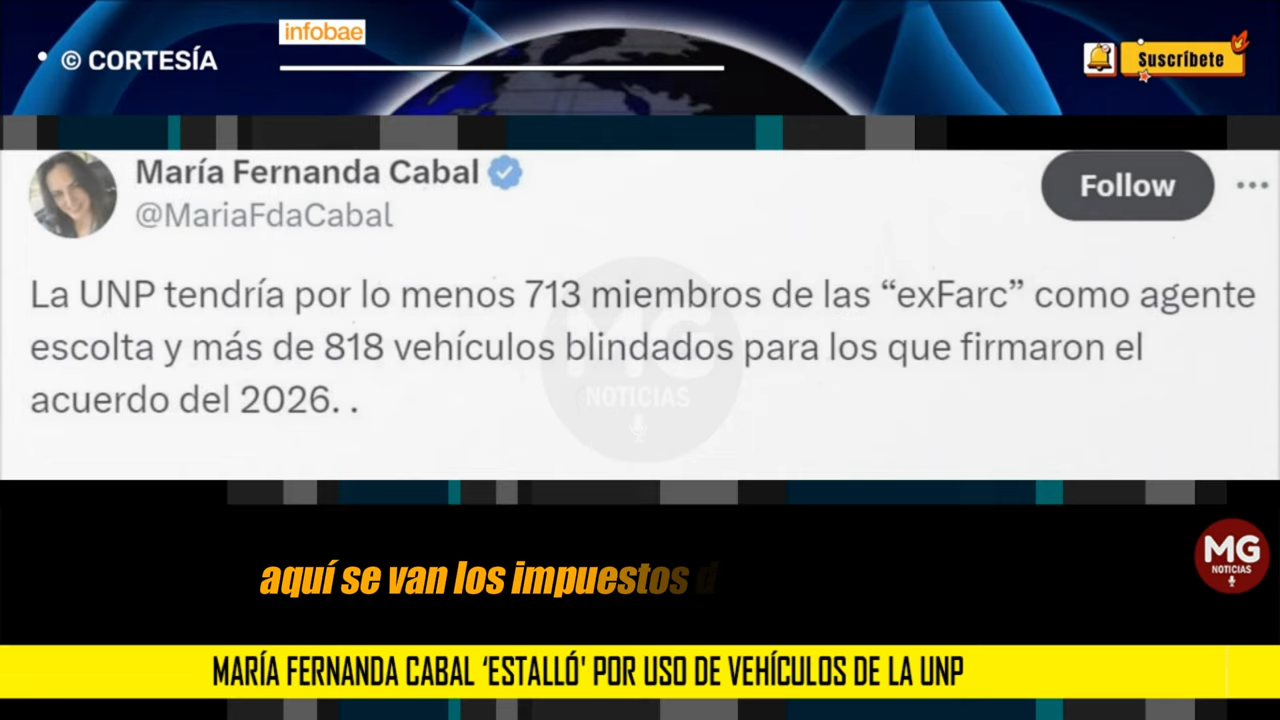 infobae
© CORTESÍA
Suscríbete
María Fernanda Cabal
@MariaFdaCabal
Follow
La UNP tendría por lo menos 713 miembros de las “exFarc” como agente
escolta y más de 818 vehículos blindados para los que firmaron el
acuerdo del 2026. .
MG
NOTICIAS
aquí se van los impuestos d
MG
NOTICIAS
MARÍA FERNANDA CABAL ‘ESTALLÓ' POR USO DE VEHÍCULOS DE LA UNP